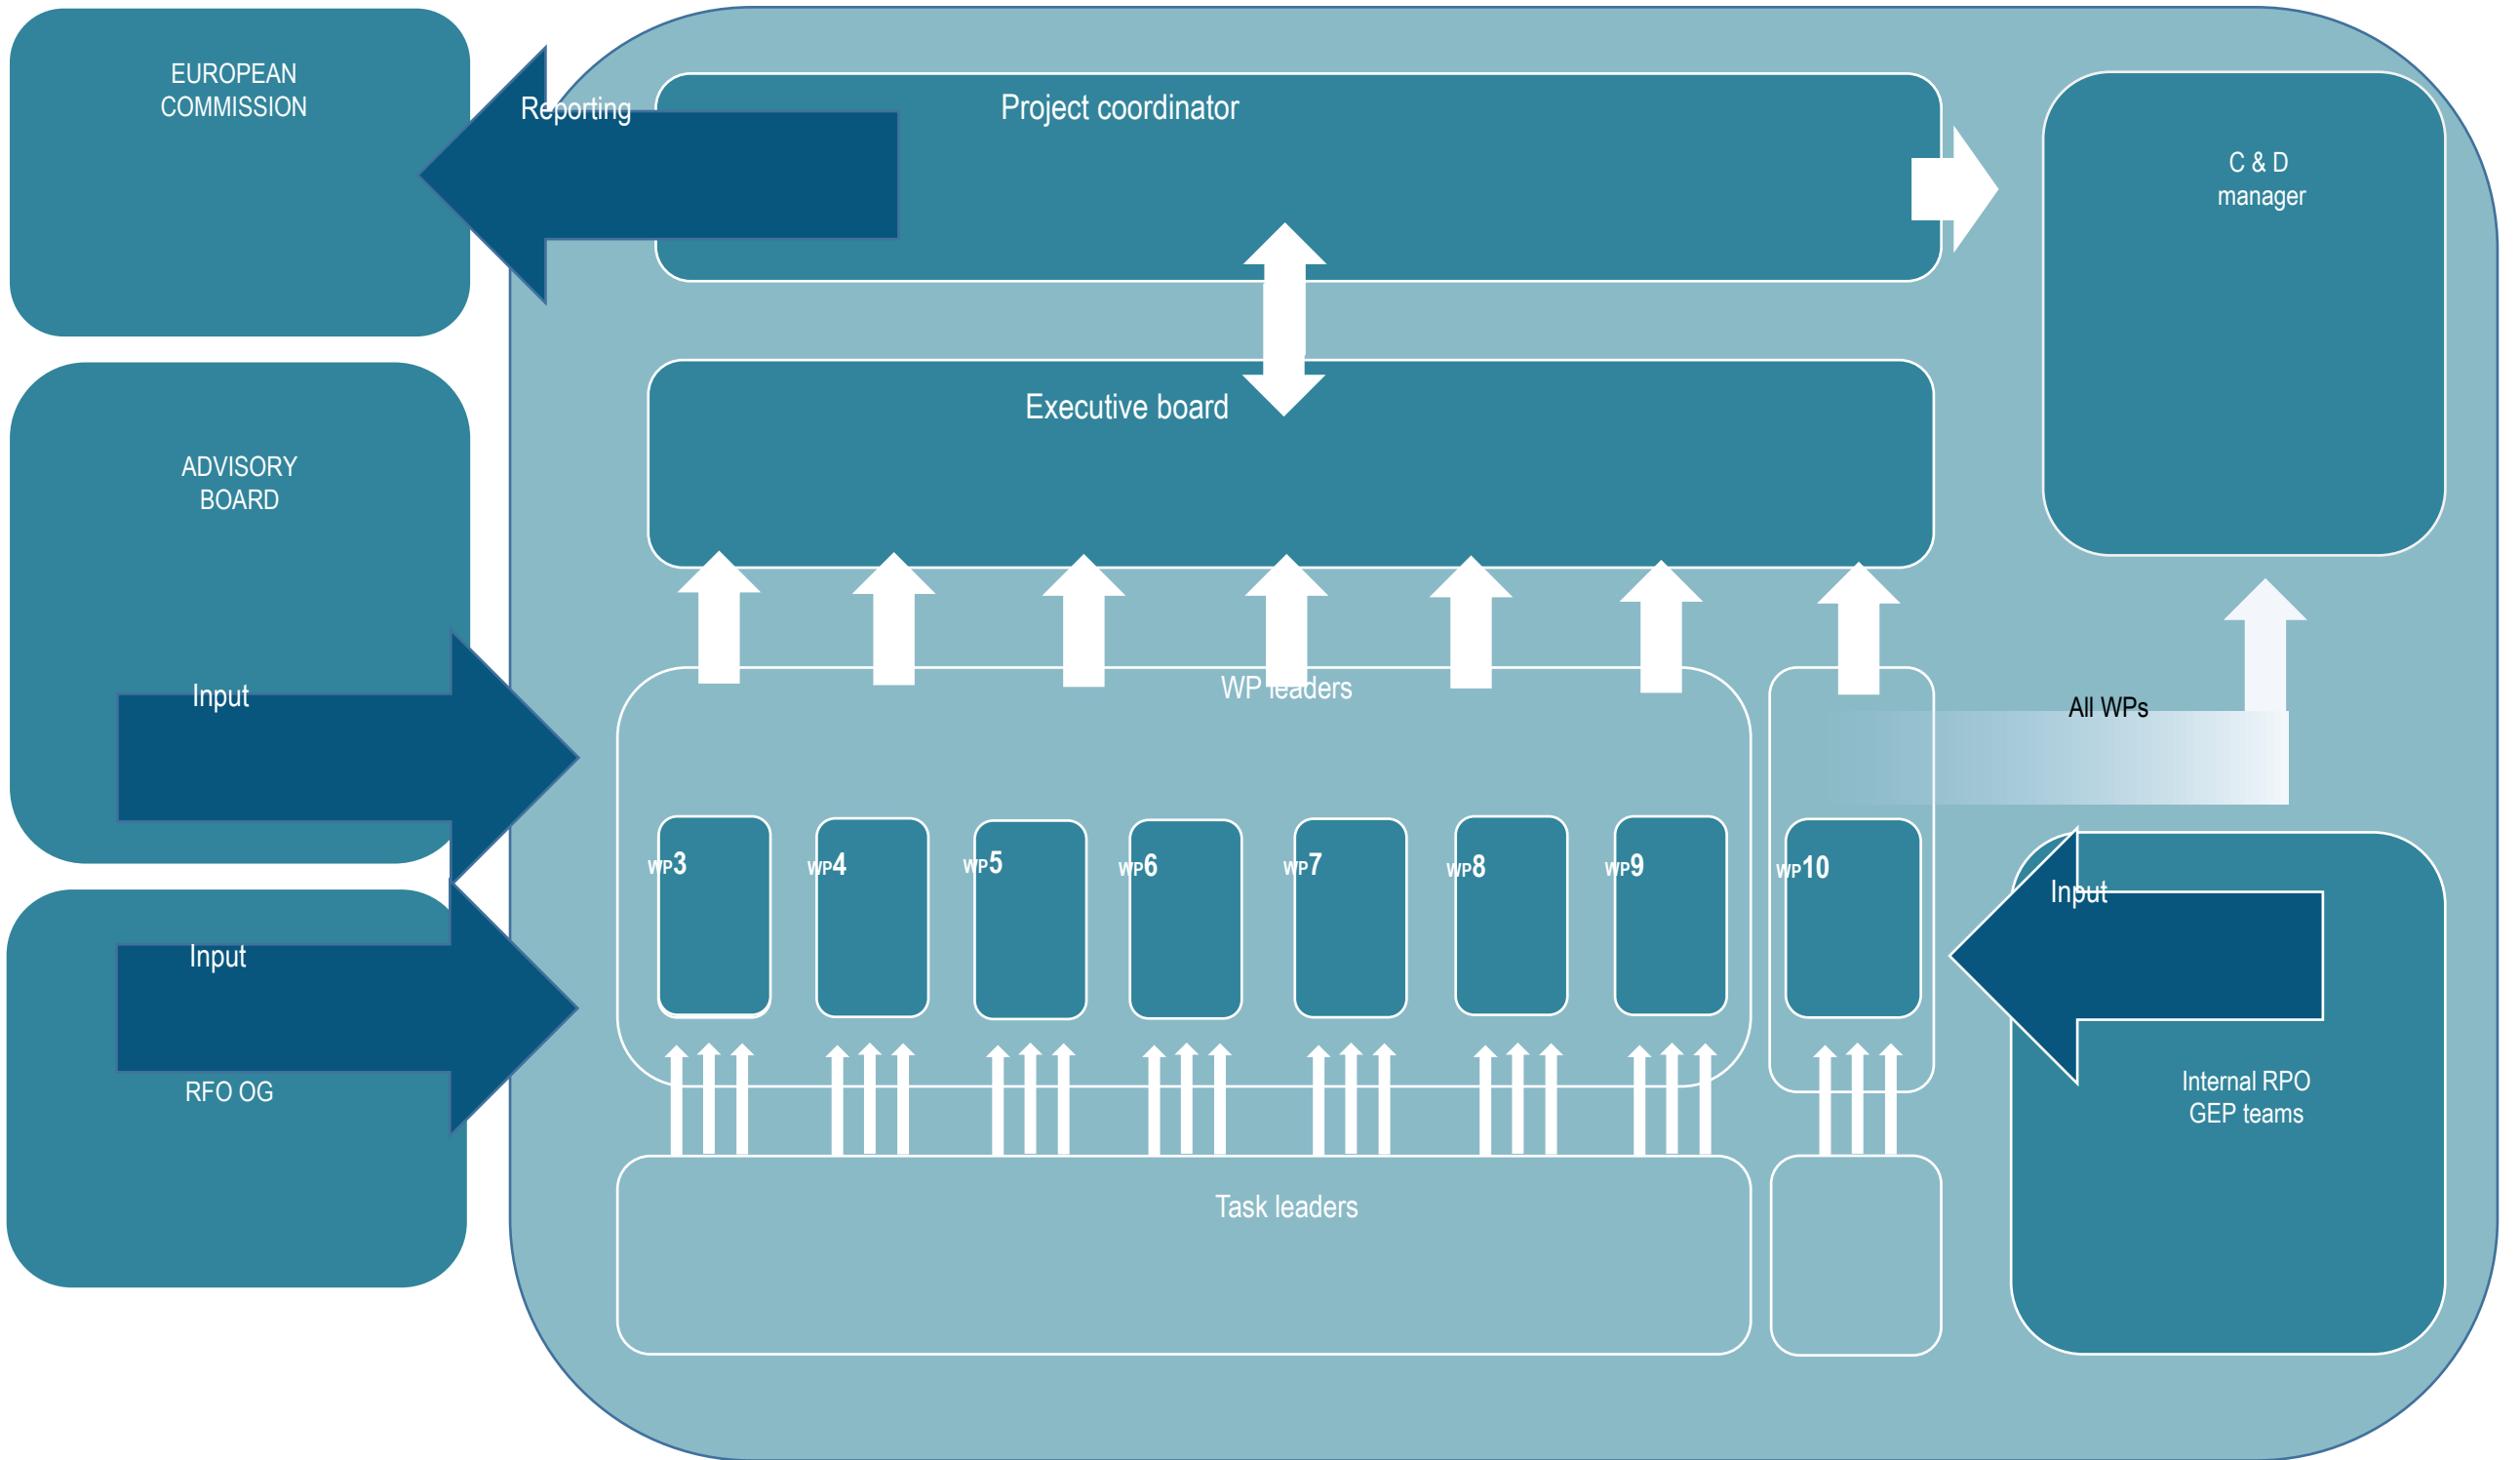 EUROPEAN
COMMISSION
Reporting
Project coordinator
C & D
manager
Executive board
ADVISORY
BOARD
Input
WP leaders
All WPs
WP3
WP4
WP5
WP6
WP7
WP8
WP9
WP10
Input
Input
RFO OG
Internal RPO
GEP teams
Task leaders